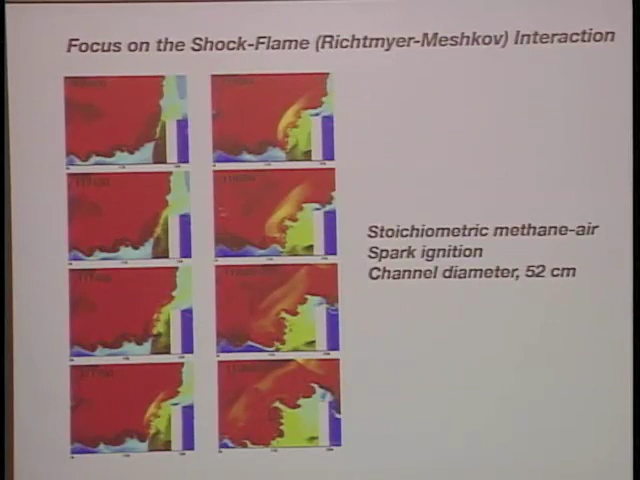 Focus on the Shock-Flame (Richtmyer-Meshkov) Interaction
Stoichiometric methane-air
Spark ignition
Channel diameter, 52 cm